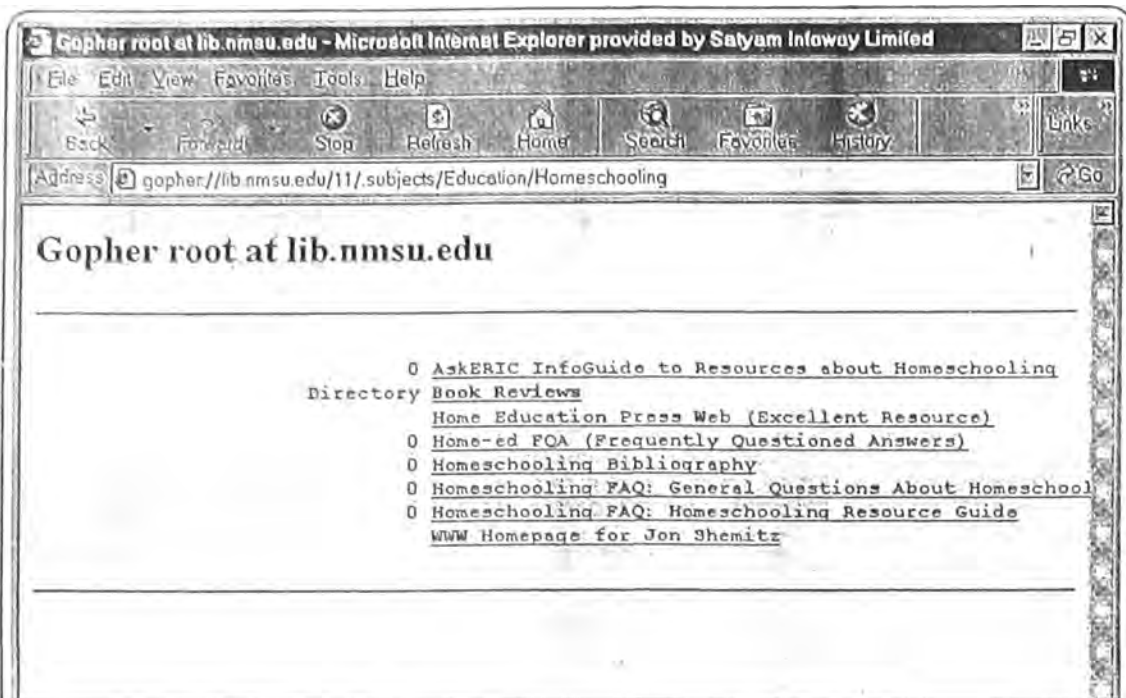 Gopher root at lib.nmsu.edu - Microsoft Internet Explorer provided by Satyam Infoway Limited
File Edit View Favorites Tools Help
Back Forward Stop Refresh Home Search Favorites History Links
Address gopher://lib.nmsu.edu/11/.subjects/Education/Homeschooling Go
Gopher root at lib.nmsu.edu
0 AskERIC InfoGuide to Resources about Homeschooling
Directory Book Reviews
Home Education Press Web (Excellent Resource)
0 Home-ed FQA (Frequently Questioned Answers)
0 Homeschooling Bibliography
0 Homeschooling FAQ: General Questions About Homeschool
0 Homeschooling FAQ: Homeschooling Resource Guide
WWW Homepage for Jon Shemitz